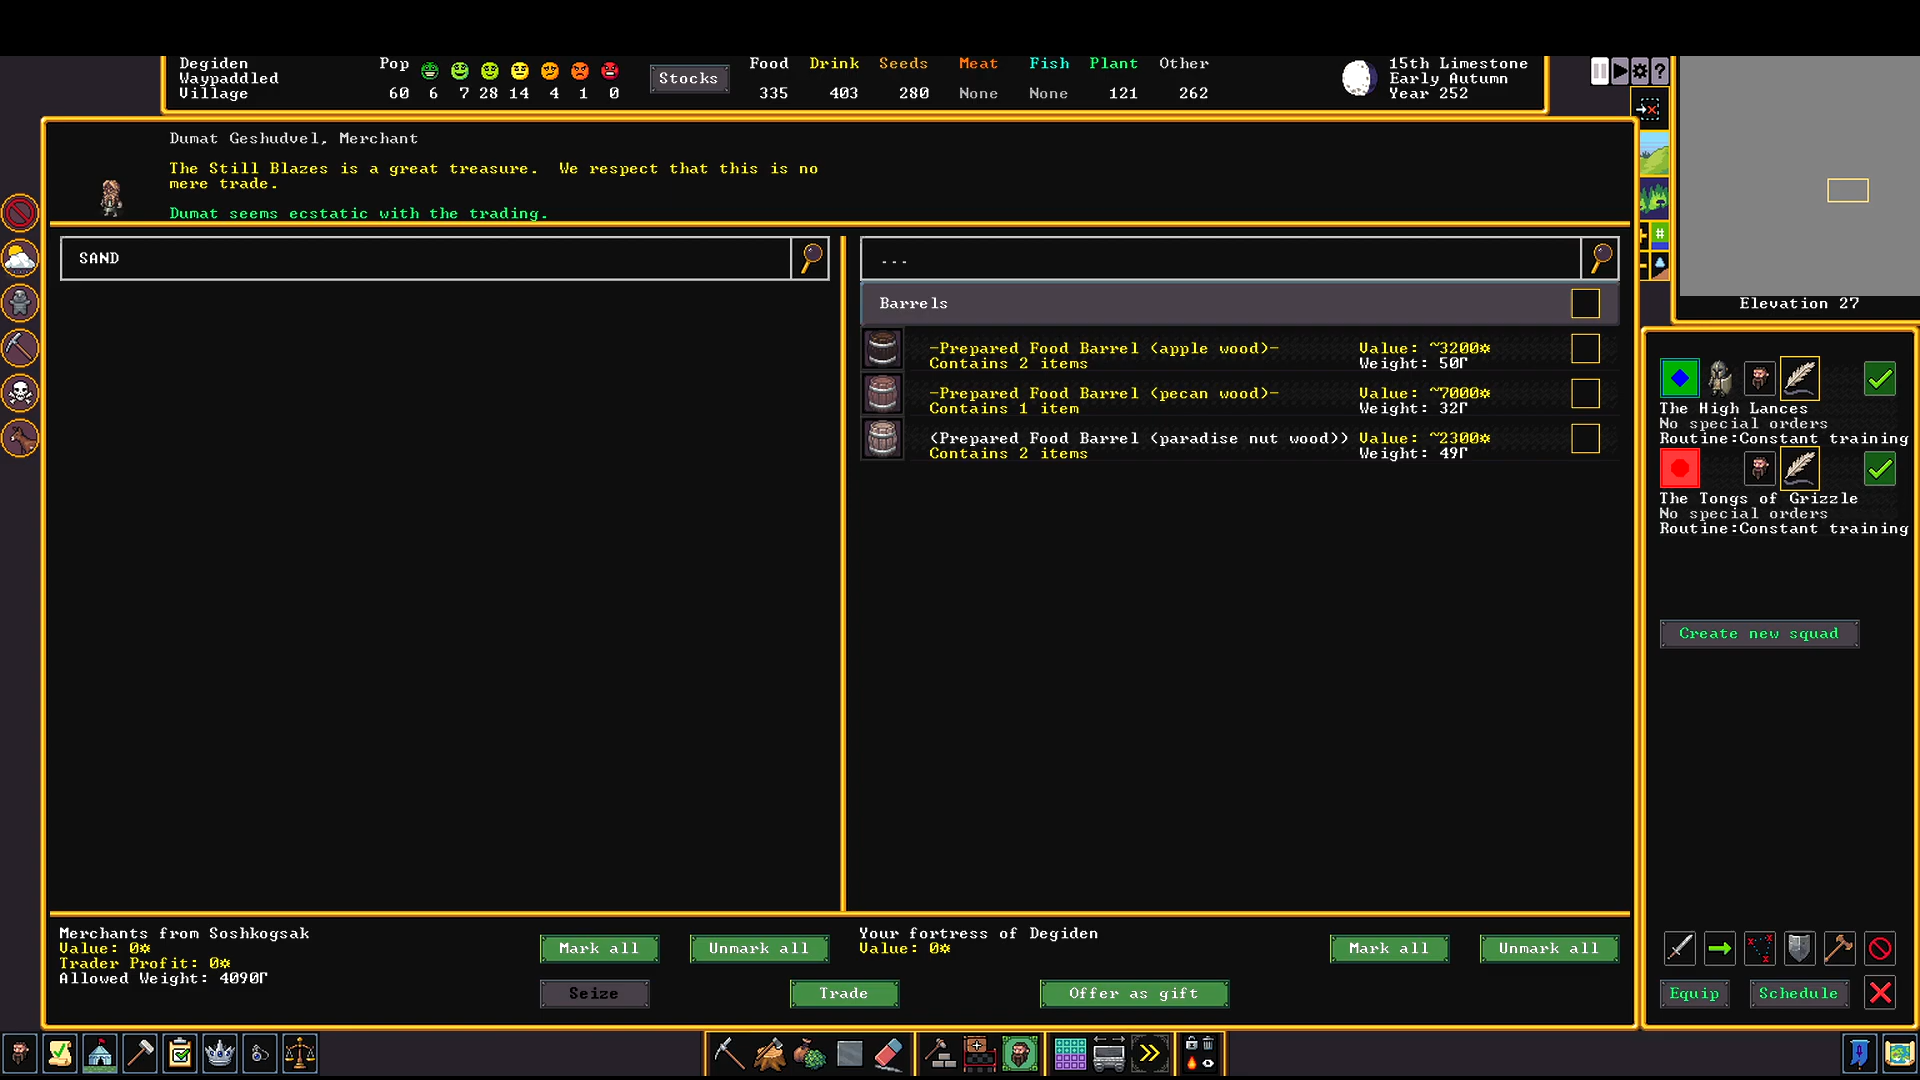 Degiden
Waypaddled
Village
Pop
60 6 7 28 14 4 1 0
Stocks
Food Drink Seeds Meat Fish Plant Other
335 403 280 None None 121 262
15th Limestone
Early Autumn
Year 252
?
#
Elevation 27
Dumat Geshudvel, Merchant
The Still Blazes is a great treasure. We respect that this is no
mere trade.
Dumat seems ecstatic with the trading.
SAND
...
Barrels
-Prepared Food Barrel (apple wood)- Value: ~3200☼
Contains 2 items Weight: 50Γ
-Prepared Food Barrel (pecan wood)- Value: ~7000☼
Contains 1 item Weight: 32Γ
(Prepared Food Barrel (paradise nut wood)) Value: ~2300☼
Contains 2 items Weight: 49Γ
The High Lances
No special orders
Routine:Constant training
The Tongs of Grizzle
No special orders
Routine:Constant training
Create new squad
Equip
Schedule
Merchants from Soshkogsak
Value: 0☼
Trader Profit: 0☼
Allowed Weight: 4090Γ
Mark all
Unmark all
Seize
Trade
Your fortress of Degiden
Value: 0☼
Mark all
Unmark all
Offer as gift